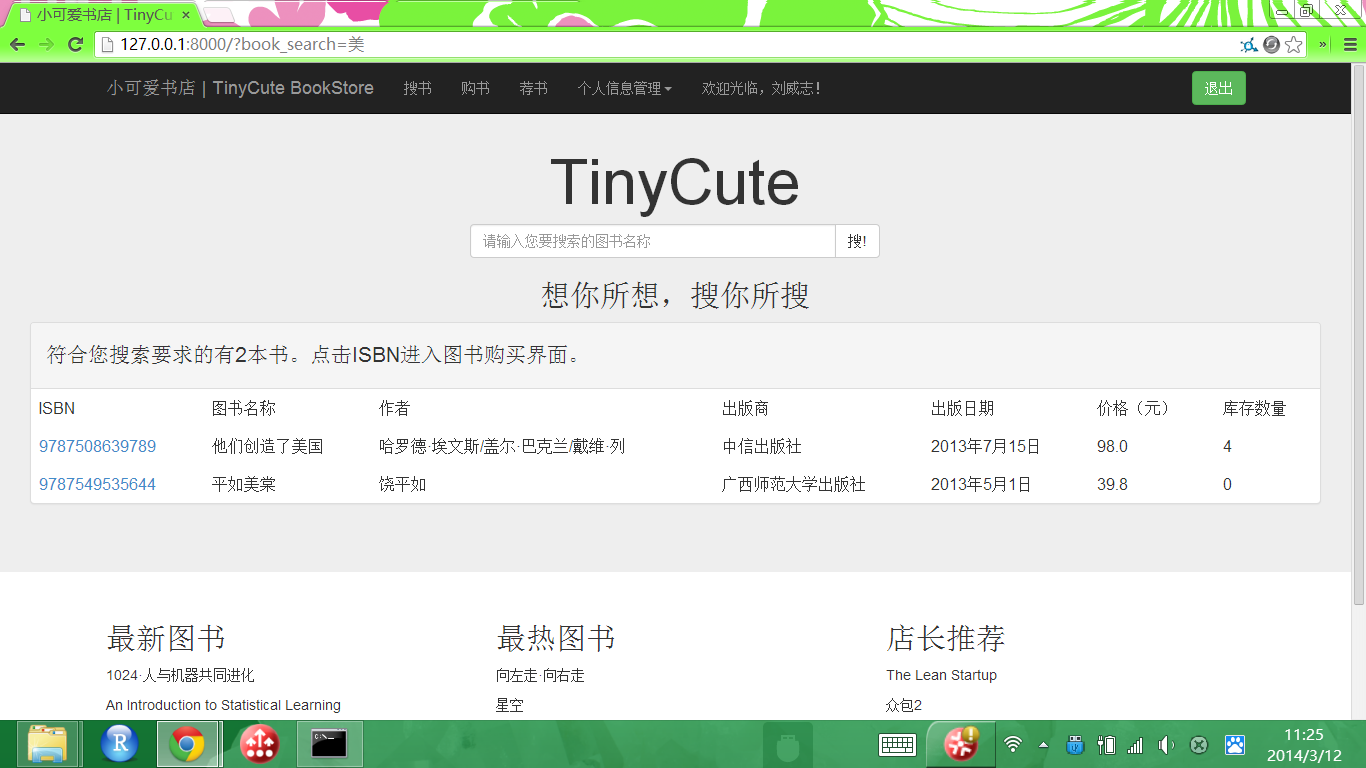 小可爱书店 | TinyCu
127.0.0.1:8000/?book_search=美
小可爱书店 | TinyCute BookStore 搜书 购书 荐书 个人信息管理 欢迎光临，刘威志！ 退出
TinyCute
请输入您要搜索的图书名称 搜!
想你所想，搜你所搜
符合您搜索要求的有2本书。点击ISBN进入图书购买界面。
ISBN 图书名称 作者 出版商 出版日期 价格（元） 库存数量
9787508639789 他们创造了美国 哈罗德·埃文斯/盖尔·巴克兰/戴维·列 中信出版社 2013年7月15日 98.0 4
9787549535644 平如美棠 饶平如 广西师范大学出版社 2013年5月1日 39.8 0
最新图书 最热图书 店长推荐
1024·人与机器共同进化 向左走·向右走 The Lean Startup
An Introduction to Statistical Learning 星空 众包2
R
11:25
2014/3/12